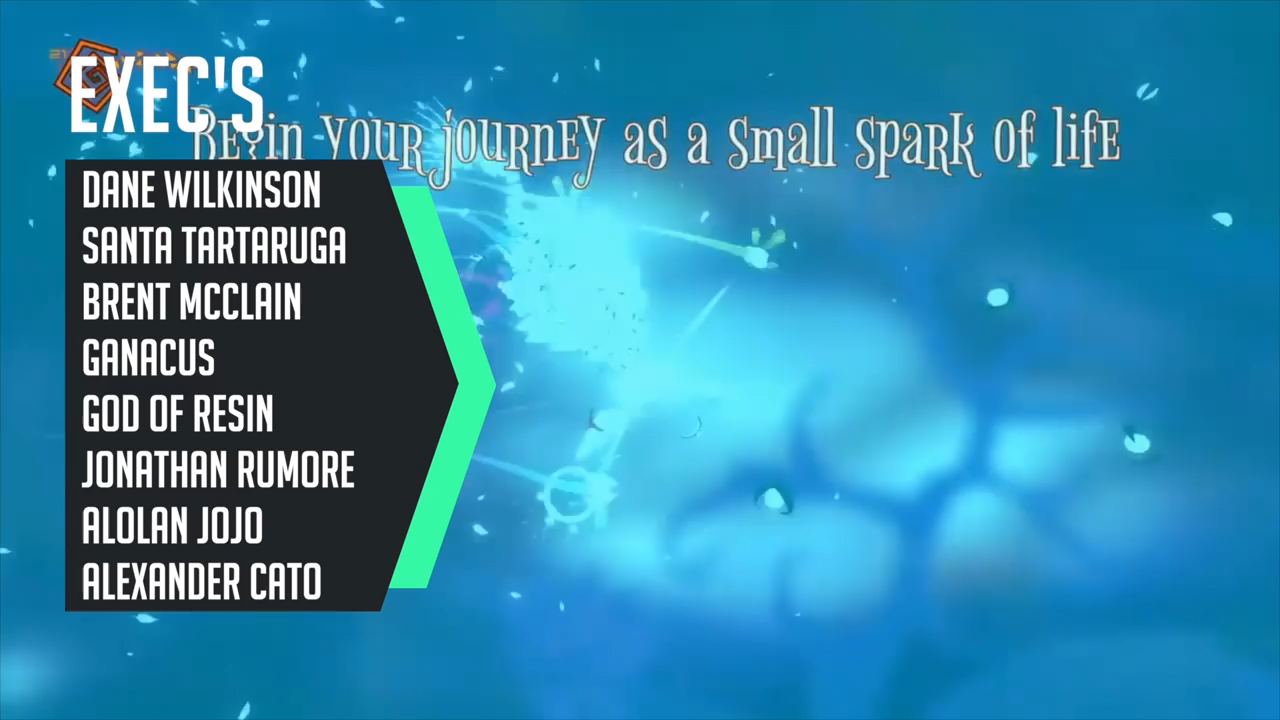 EXEC'S
Begin your journey as a small spark of life
DANE WILKINSON
SANTA TARTARUGA
BRENT MCCLAIN
GANACUS
GOD OF RESIN
JONATHAN RUMORE
ALOLAN JOJO
ALEXANDER CATO